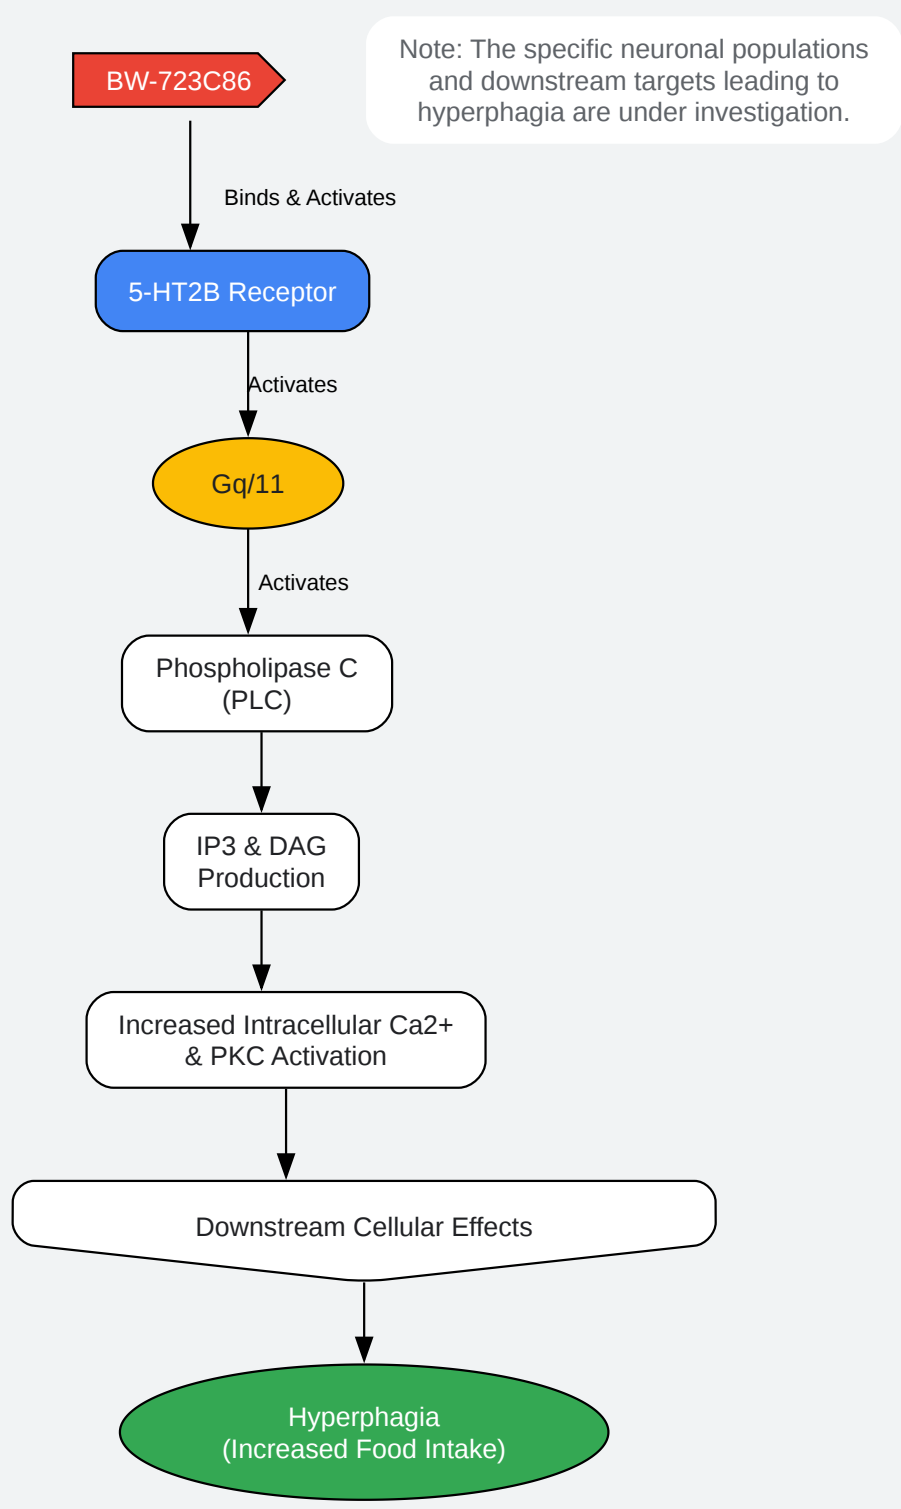 BW-723C86
Note: The specific neuronal populations
and downstream targets leading to
hyperphagia are under investigation.
Binds & Activates
5-HT2B Receptor
Activates
Gq/11
Activates
Phospholipase C
(PLC)
IP3 & DAG
Production
Increased Intracellular Ca2+
& PKC Activation
Downstream Cellular Effects
Hyperphagia
(Increased Food Intake)